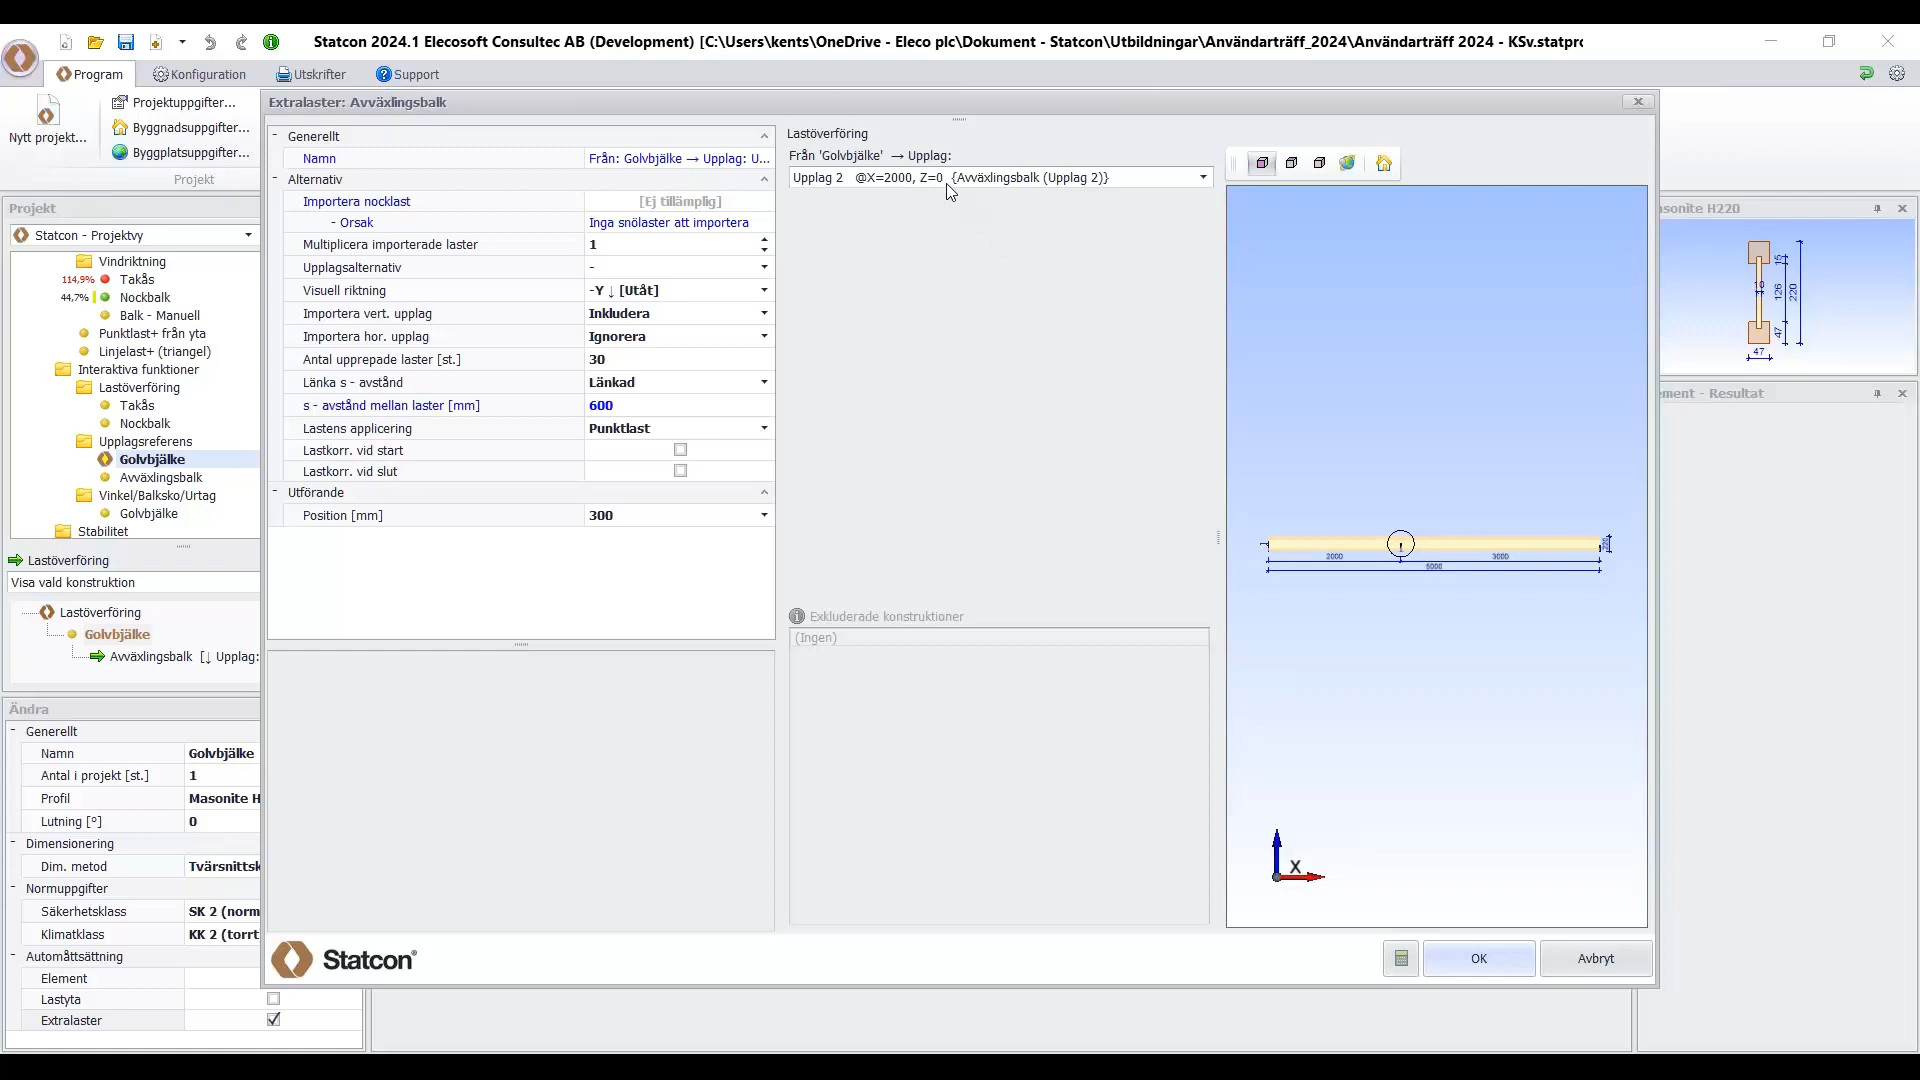 Statcon 2024.1 Elecosoft Consultec AB (Development) [C:\Users\kents\OneDrive - Eleco plc\Dokument - Statcon\Utbildningar\Användarträff_2024\Användarträff 2024 - KSv.statprc
Program
Konfiguration
Utskrifter
Support
Nytt projekt...
Projektuppgifter...
Byggnadsuppgifter...
Byggplatsuppgifter...
Projekt
Projekt
Statcon - Projektvy
Vindriktning
114,9% Takås
44,7% Nockbalk
Balk - Manuell
Punktlast+ från yta
Linjelast+ (triangel)
Interaktiva funktioner
Lastöverföring
Takås
Nockbalk
Upplagsreferens
Golvbjälke
Avväxlingsbalk
Vinkel/Balksko/Urtag
Golvbjälke
Stabilitet
Lastöverföring
Visa vald konstruktion
Lastöverföring
Golvbjälke
Avväxlingsbalk [↓ Upplag:
Ändra
Generellt
Namn Golvbjälke
Antal i projekt [st.] 1
Profil Masonite H
Lutning [°] 0
Dimensionering
Dim. metod Tvärsnittsk
Normuppgifter
Säkerhetsklass SK 2 (norm
Klimatklass KK 2 (torrt
Automåttsättning
Element
Lastyta
Extralaster
Extralaster: Avväxlingsbalk
Generellt
Namn Från: Golvbjälke → Upplag: U...
Alternativ
Importera nocklast [Ej tillämplig]
- Orsak Inga snölaster att importera
Multiplicera importerade laster 1
Upplagsalternativ -
Visuell riktning -Y ↓ [Utåt]
Importera vert. upplag Inkludera
Importera hor. upplag Ignorera
Antal upprepade laster [st.] 30
Länka s - avstånd Länkad
s - avstånd mellan laster [mm] 600
Lastens applicering Punktlast
Lastkorr. vid start
Lastkorr. vid slut
Utförande
Position [mm] 300
Lastöverföring
Från 'Golvbjälke' → Upplag:
Upplag 2 @X=2000, Z=0 {Avväxlingsbalk (Upplag 2)}
Exkluderade konstruktioner
(Ingen)
2000
3000
5000
220
X
Statcon®
OK
Avbryt
asonite H220
15
10
126
220
47
47
ement - Resultat